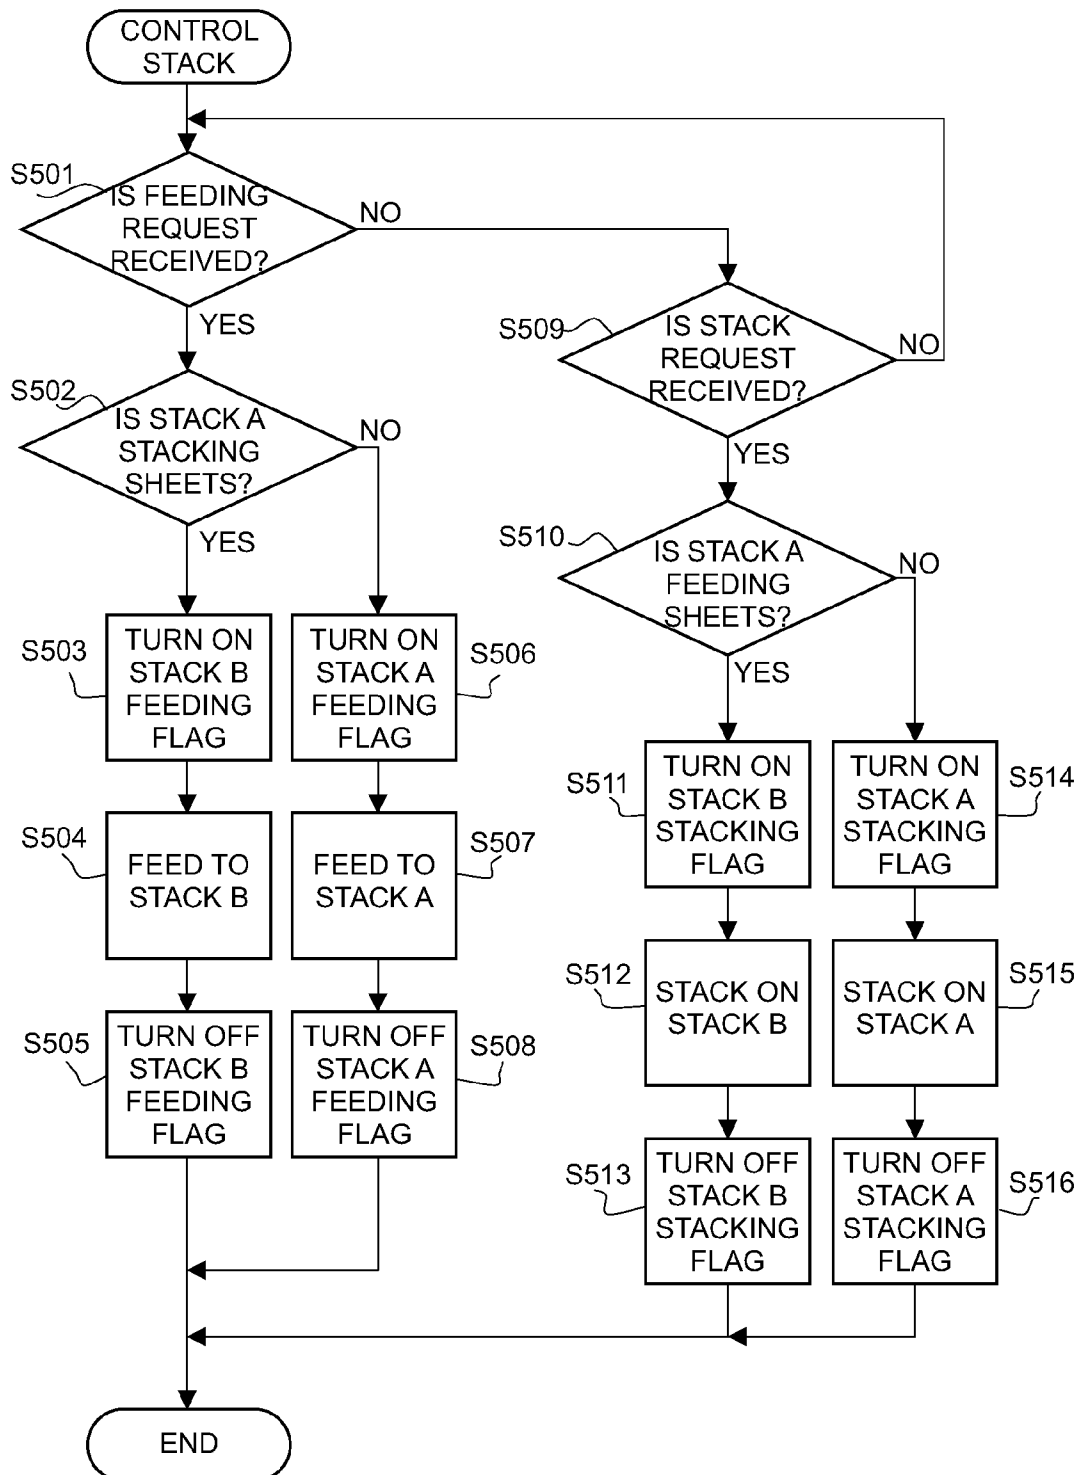 CONTROL
STACK
S501
IS FEEDING
REQUEST
RECEIVED?
NO
YES
S502
IS STACK A
STACKING
SHEETS?
NO
YES
S503
TURN ON
STACK B
FEEDING
FLAG
TURN ON
STACK A
FEEDING
FLAG
S506
S504
FEED TO
STACK B
FEED TO
STACK A
S507
S505
TURN OFF
STACK B
FEEDING
FLAG
TURN OFF
STACK A
FEEDING
FLAG
S508
S509
IS STACK
REQUEST
RECEIVED?
NO
YES
S510
IS STACK A
FEEDING
SHEETS?
NO
YES
S511
TURN ON
STACK B
STACKING
FLAG
TURN ON
STACK A
STACKING
FLAG
S514
S512
STACK ON
STACK B
STACK ON
STACK A
S515
S513
TURN OFF
STACK B
STACKING
FLAG
TURN OFF
STACK A
STACKING
FLAG
S516
END